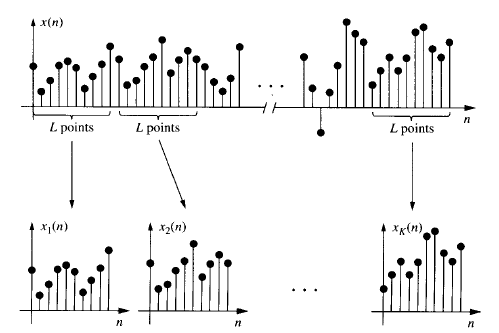 x(n)
. . .
n
L points
L points
L points
x₁(n)
x₂(n)
x_K(n)
. . .
n
n
n